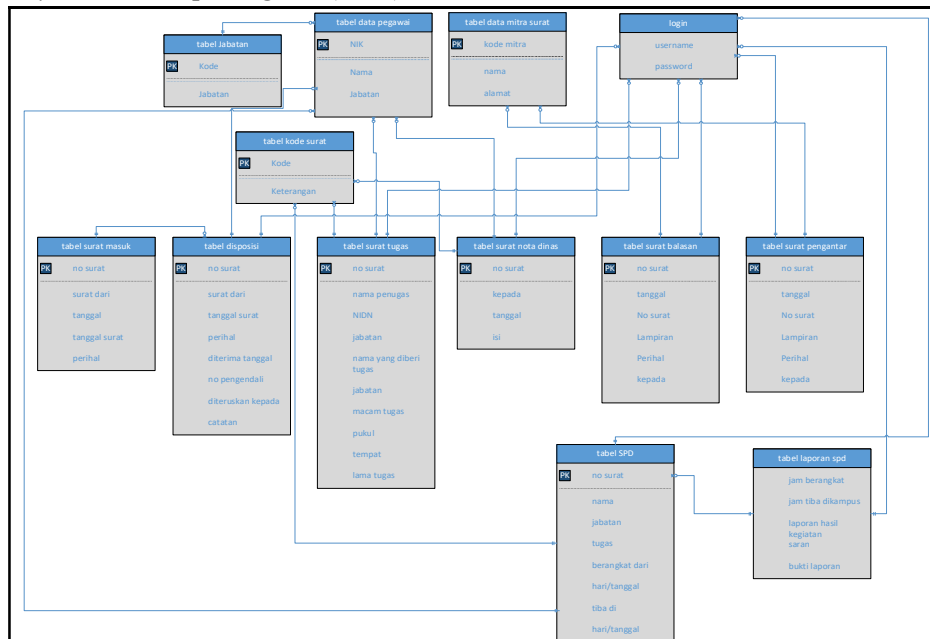 tabel data pegawai
PK NIK
Nama
Jabatan
tabel data mitra surat
PK kode mitra
nama
alamat
login
username
password
tabel Jabatan
PK Kode
Jabatan
tabel kode surat
PK Kode
Keterangan
tabel surat masuk
PK no surat
surat dari
tanggal
tanggal surat
perihal
tabel disposisi
PK no surat
surat dari
tanggal surat
perihal
diterima tanggal
no pengendali
diteruskan kepada
catatan
tabel surat tugas
PK no surat
nama penugas
NIDN
jabatan
nama yang diberi
tugas
jabatan
macam tugas
pukul
tempat
lama tugas
tabel surat nota dinas
PK no surat
kepada
tanggal
isi
tabel surat balasan
PK no surat
tanggal
No surat
Lampiran
Perihal
kepada
tabel surat pengantar
PK no surat
tanggal
No surat
Lampiran
Perihal
kepada
tabel SPD
PK no surat
nama
jabatan
tugas
berangkat dari
hari/tanggal
tiba di
hari/tanggal
tabel laporan spd
jam berangkat
jam tiba dikampus
laporan hasil
kegiatan
saran
bukti laporan